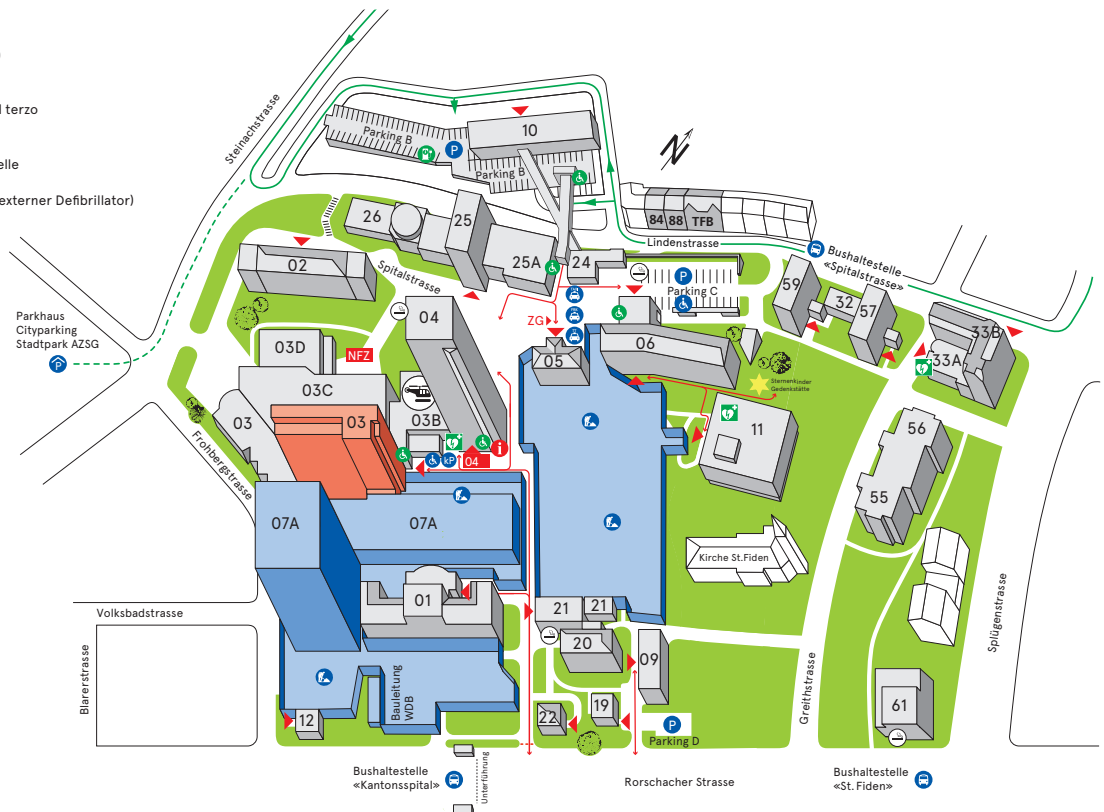 l terzo
elle
externer Defibrillator)
Steinachstrasse
Parking B
P
10
Parking B
N
84
88
TFB
Lindenstrasse
Bushaltestelle
«Spitalstrasse»
26
25
25A
24
P
Parking C
02
Spitalstrasse
ZG
59
32
57
33B
33A
Parkhaus
Cityparking
Stadtpark AZSG
P
04
03D
NFZ
05
06
Sternenkinder
Gedenkstätte
03C
03
03
03B
11
kP
04
i
Frohbergstrasse
56
55
07A
07A
Kirche St.Fiden
01
21
21
20
09
Volksbadstrasse
Blarerstrasse
Bauleitung
WDB
12
22
19
P
Parking D
Greithstrasse
Splügenstrasse
61
Bushaltestelle
«Kantonsspital»
Unterführung
Rorschacher Strasse
Bushaltestelle
«St. Fiden»